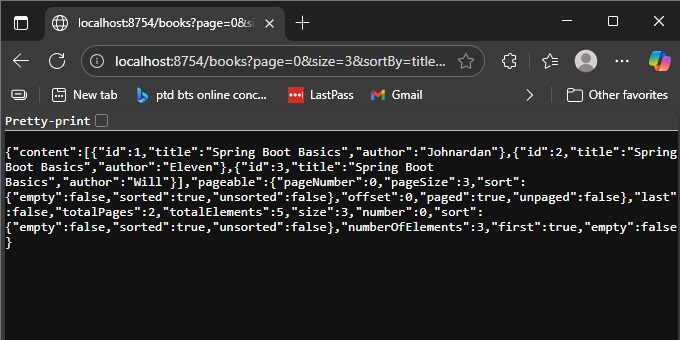 localhost:8754/books?page=0&si
localhost:8754/books?page=0&size=3&sortBy=title...
New tab
ptd bts online conc...
LastPass
Gmail
Other favorites
Pretty-print
{"content":[{"id":1,"title":"Spring Boot Basics","author":"Johnardan"},{"id":2,"title":"Spring
Boot Basics","author":"Eleven"},{"id":3,"title":"Spring Boot
Basics","author":"Will"}],"pageable":{"pageNumber":0,"pageSize":3,"sort":
{"empty":false,"sorted":true,"unsorted":false},"offset":0,"paged":true,"unpaged":false},"last"
:false,"totalPages":2,"totalElements":5,"size":3,"number":0,"sort":
{"empty":false,"sorted":true,"unsorted":false},"numberOfElements":3,"first":true,"empty":false
}